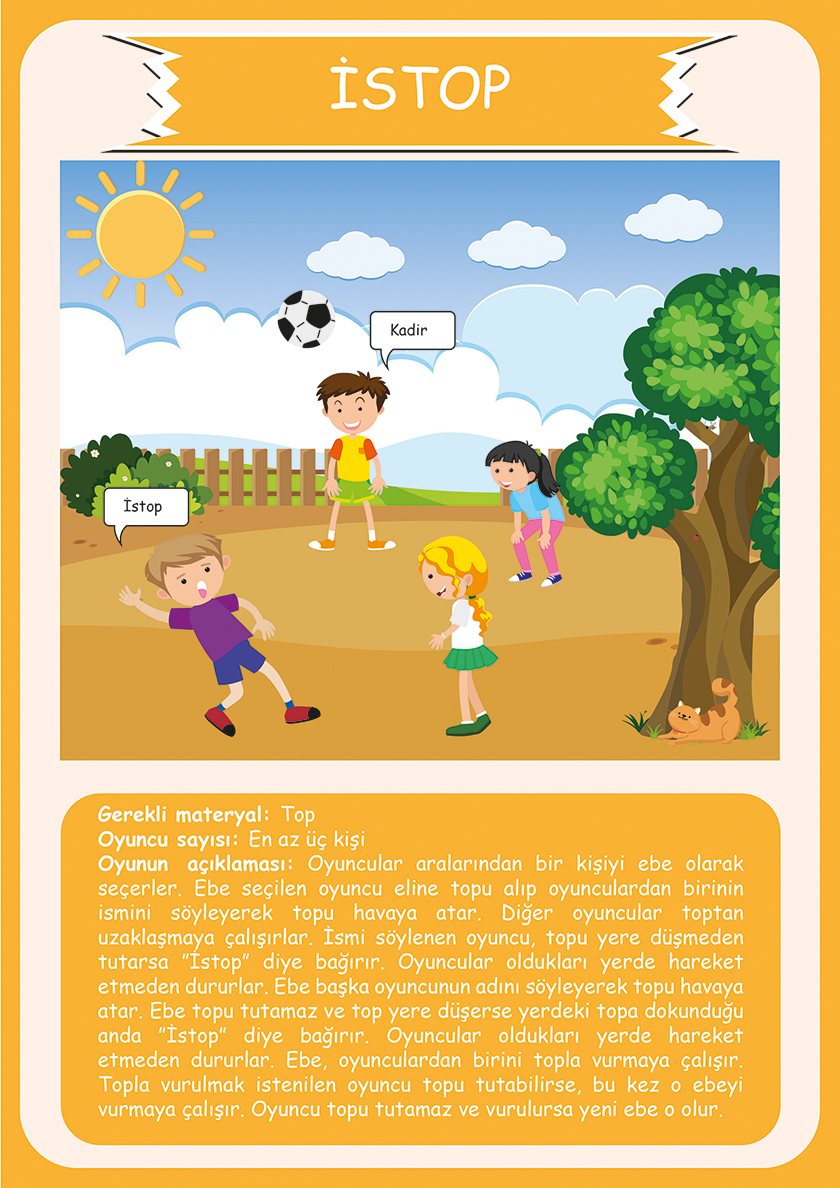 İSTOP
Kadir
İstop
Gerekli materyal: Top
Oyuncu sayısı: En az üç kişi
Oyunun açıklaması: Oyuncular aralarından bir kişiyi ebe olarak
seçerler. Ebe seçilen oyuncu eline topu alıp oyunculardan birinin
ismini söyleyerek topu havaya atar. Diğer oyuncular toptan
uzaklaşmaya çalışırlar. İsmi söylenen oyuncu, topu yere düşmeden
tutarsa ”İstop” diye bağırır. Oyuncular oldukları yerde hareket
etmeden dururlar. Ebe başka oyuncunun adını söyleyerek topu havaya
atar. Ebe topu tutamaz ve top yere düşerse yerdeki topa dokunduğu
anda ”İstop” diye bağırır. Oyuncular oldukları yerde hareket
etmeden dururlar. Ebe, oyunculardan birini topla vurmaya çalışır.
Topla vurulmak istenilen oyuncu topu tutabilirse, bu kez o ebeyi
vurmaya çalışır. Oyuncu topu tutamaz ve vurulursa yeni ebe o olur.